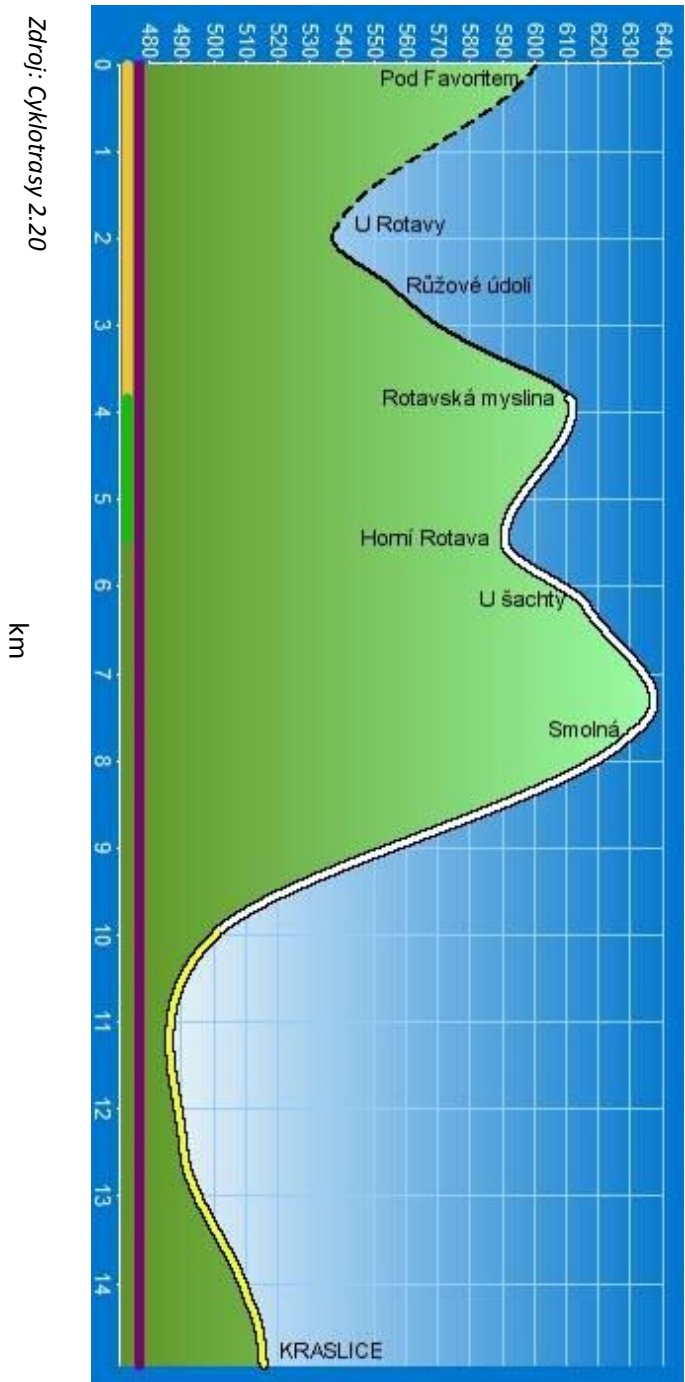 480 490 500 510 520 530 540 550 560 570 580 590 600 610 620 630 640
0
1
2
3
4
5
6
7
8
9
10
11
12
13
14
Pod Favoritem
U Rotavy
Růžové údolí
Rotavská myslina
Horní Rotava
U šachty
Smolná
KRASLICE
km
Zdroj: Cyklotrasy 2.20